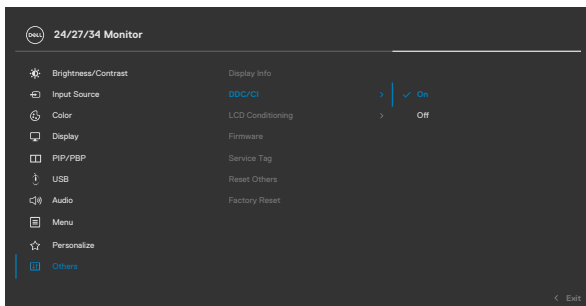 DELL 24/27/34 Monitor
Brightness/Contrast Display Info
Input Source DDC/CI > ✓ On
Color LCD Conditioning > Off
Display Firmware
PIP/PBP Service Tag
USB Reset Others
Audio Factory Reset
Menu
Personalize
Others
< Exit